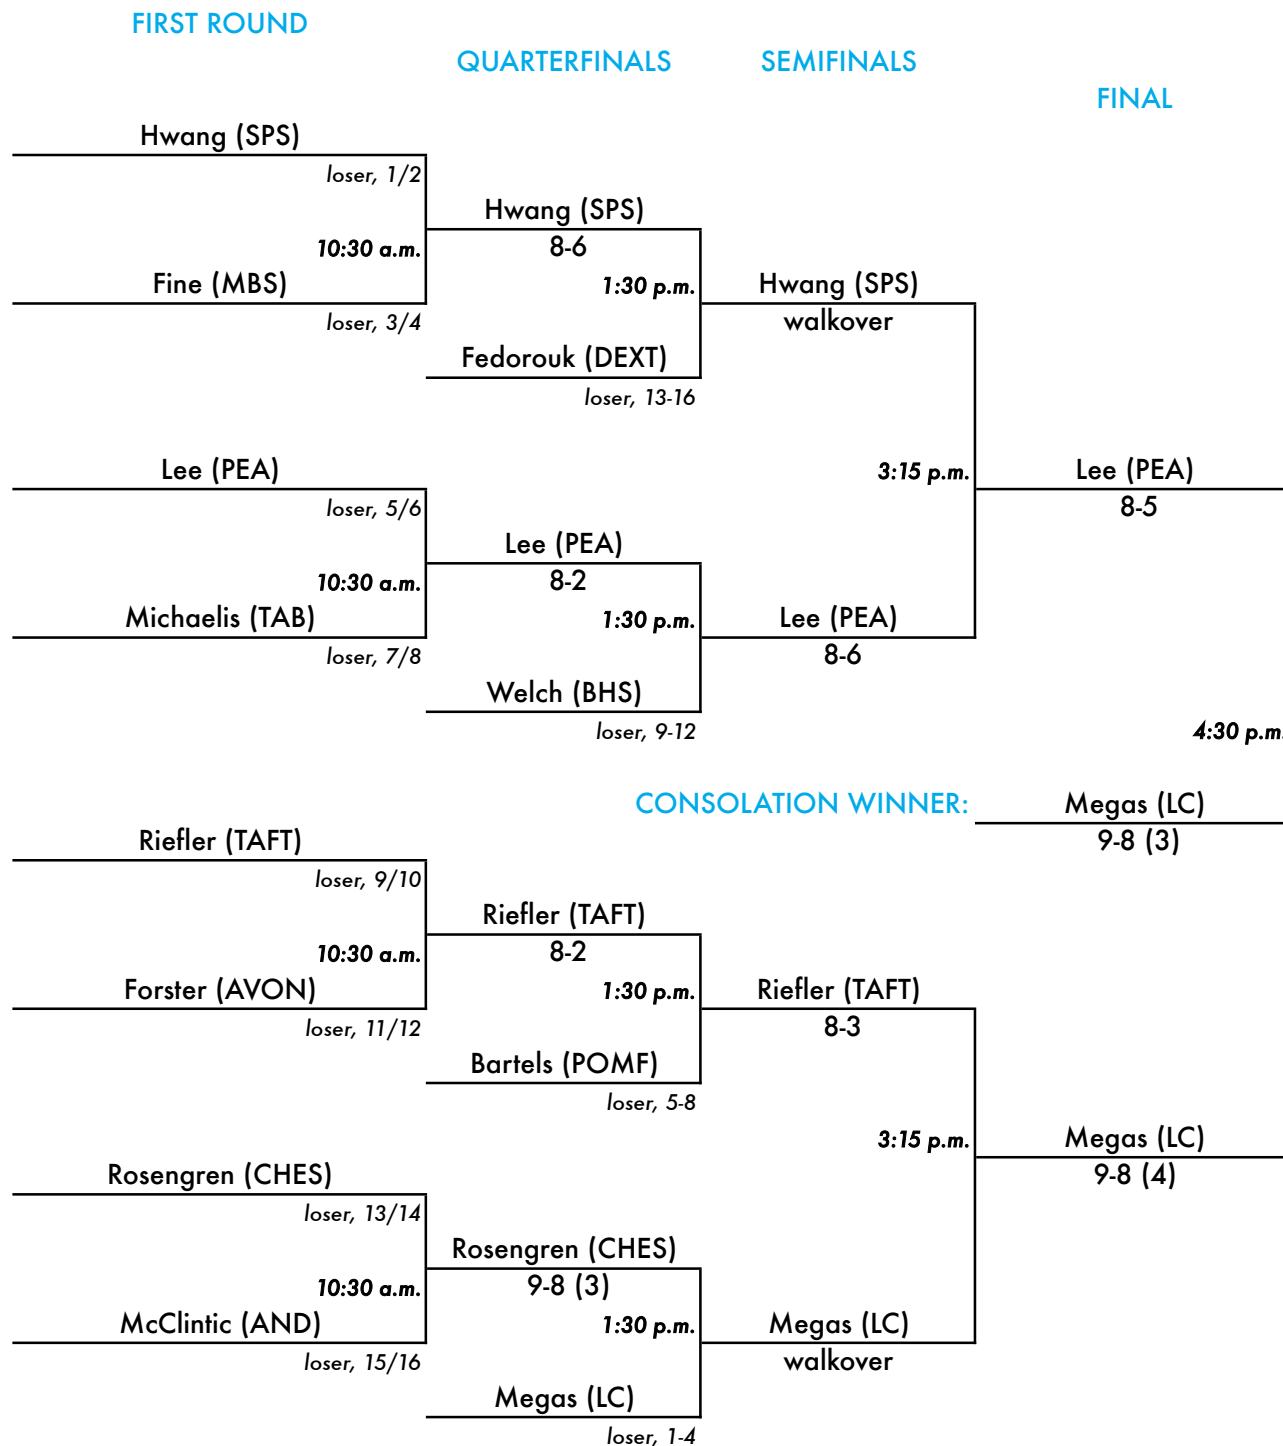 FIRST ROUND
QUARTERFINALS
SEMIFINALS
FINAL
Hwang (SPS)
loser, 1/2
Hwang (SPS)
10:30 a.m.
8-6
Fine (MBS)
1:30 p.m.
Hwang (SPS)
loser, 3/4
walkover
Fedorouk (DEXT)
loser, 13-16
Lee (PEA)
3:15 p.m.
Lee (PEA)
loser, 5/6
8-5
Lee (PEA)
10:30 a.m.
8-2
Michaelis (TAB)
1:30 p.m.
Lee (PEA)
loser, 7/8
8-6
Welch (BHS)
loser, 9-12
4:30 p.m.
CONSOLATION WINNER:
Megas (LC)
9-8 (3)
Riefler (TAFT)
loser, 9/10
Riefler (TAFT)
10:30 a.m.
8-2
Forster (AVON)
1:30 p.m.
Riefler (TAFT)
loser, 11/12
8-3
Bartels (POMF)
loser, 5-8
3:15 p.m.
Megas (LC)
9-8 (4)
Rosengren (CHES)
loser, 13/14
Rosengren (CHES)
10:30 a.m.
9-8 (3)
McClintic (AND)
1:30 p.m.
Megas (LC)
loser, 15/16
walkover
Megas (LC)
loser, 1-4